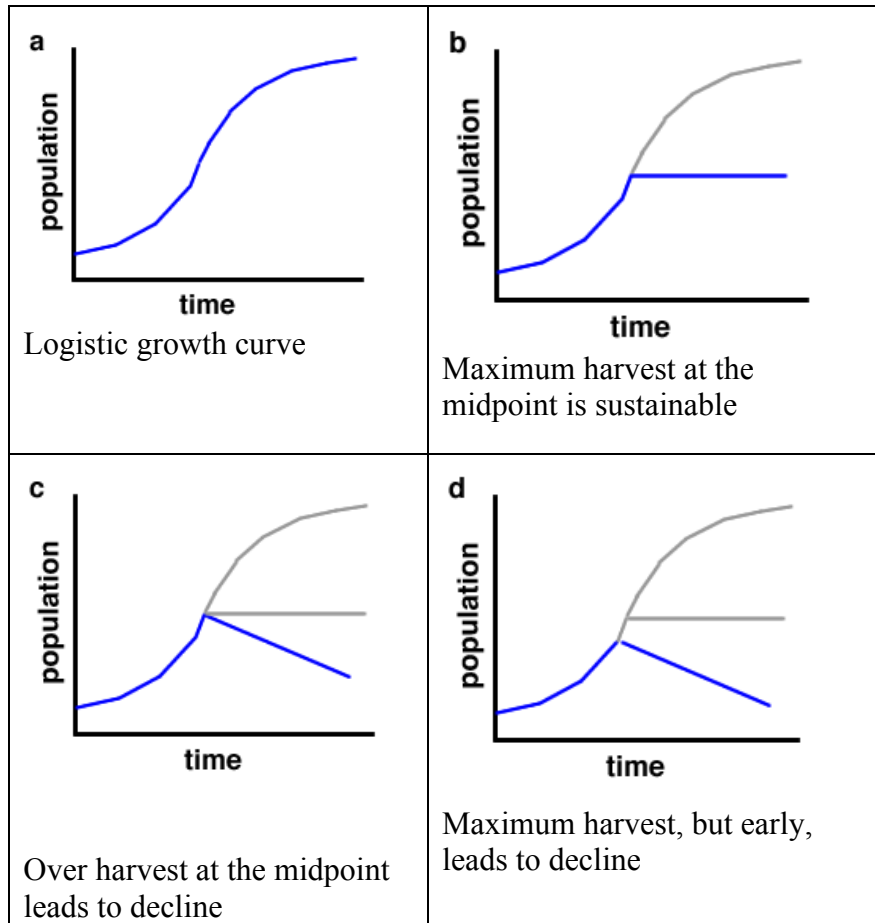 a
population
time
Logistic growth curve
b
population
time
Maximum harvest at the
midpoint is sustainable
c
population
time
Over harvest at the midpoint
leads to decline
d
population
time
Maximum harvest, but early,
leads to decline